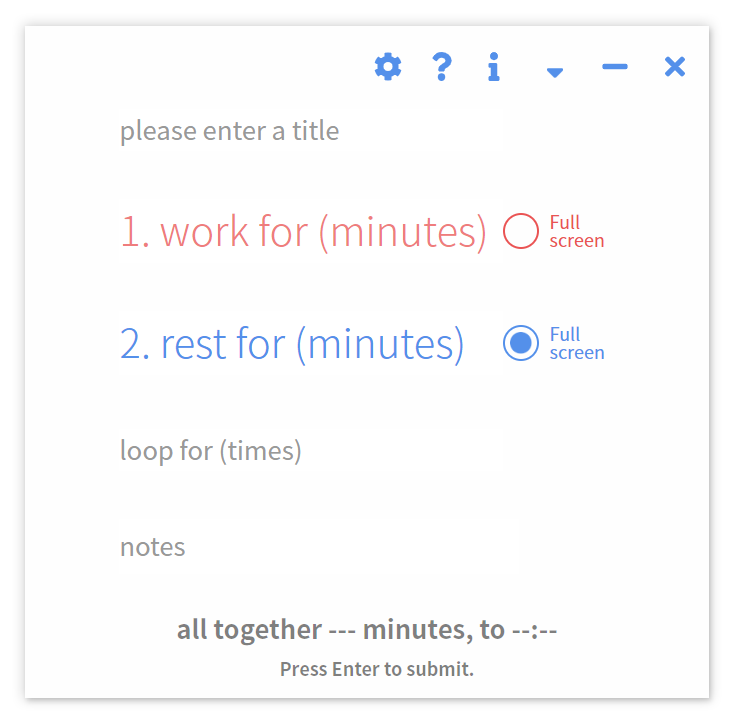 please enter a title
1. work for (minutes)
Full
screen
2. rest for (minutes)
Full
screen
loop for (times)
notes
all together --- minutes, to --:--
Press Enter to submit.